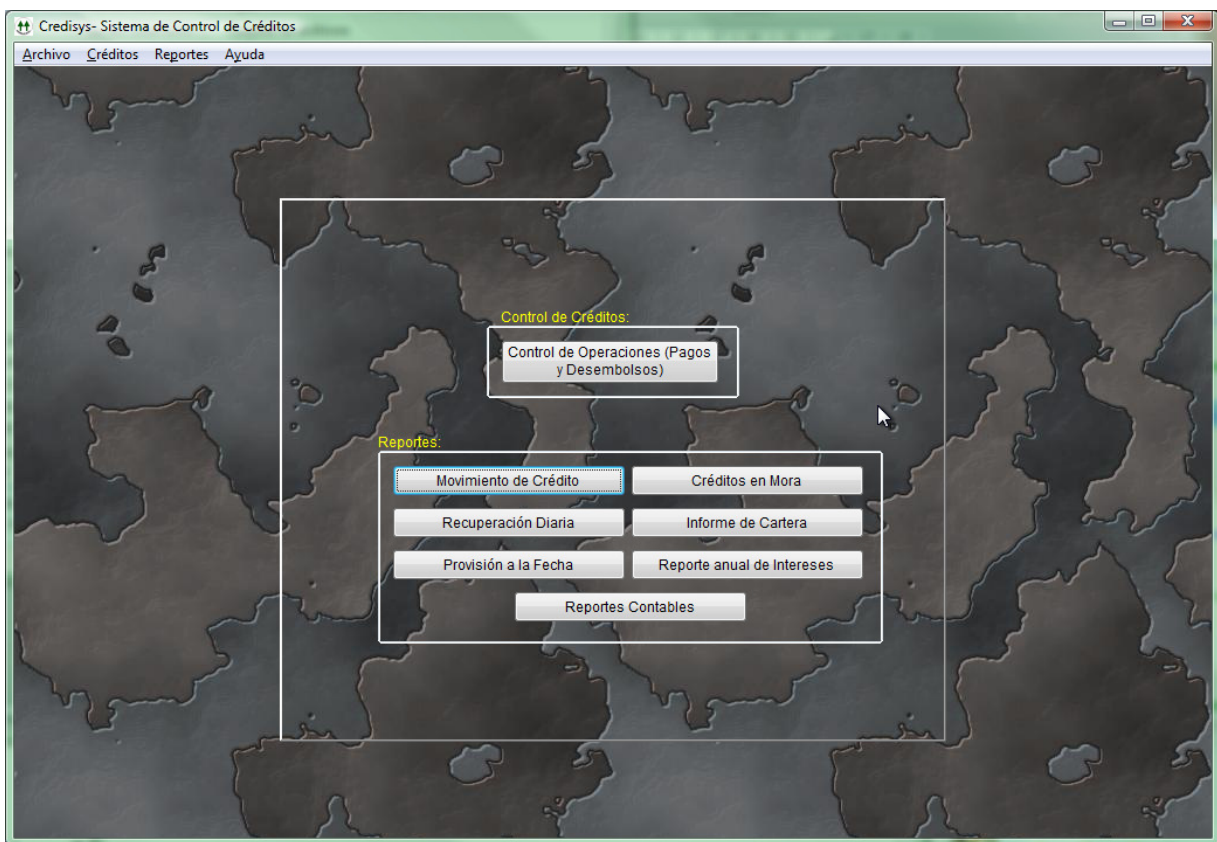 Credisys- Sistema de Control de Créditos
Archivo Créditos Reportes Ayuda
Control de Créditos:
Control de Operaciones (Pagos
y Desembolsos)
Reportes:
Movimiento de Crédito Créditos en Mora
Recuperación Diaria Informe de Cartera
Provisión a la Fecha Reporte anual de Intereses
Reportes Contables